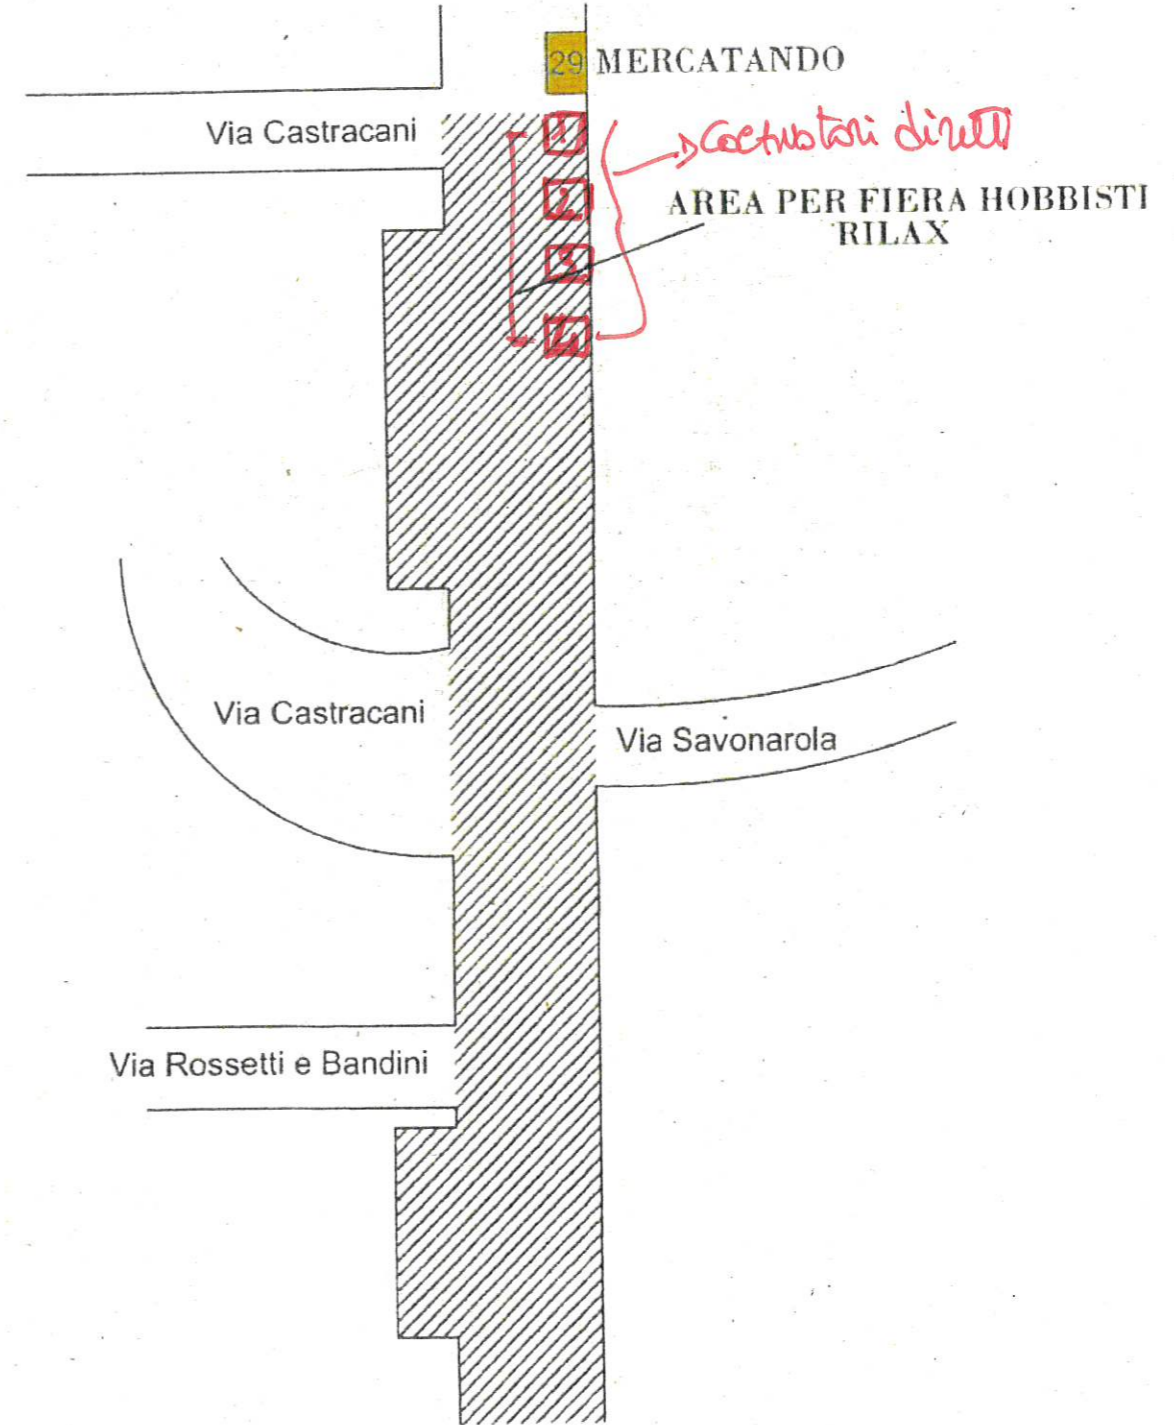 29 MERCATANDO
Via Castracani
1
Coltivatori diretti
2
AREA PER FIERA HOBBISTI
RILAX
3
4
Via Castracani
Via Savonarola
Via Rossetti e Bandini